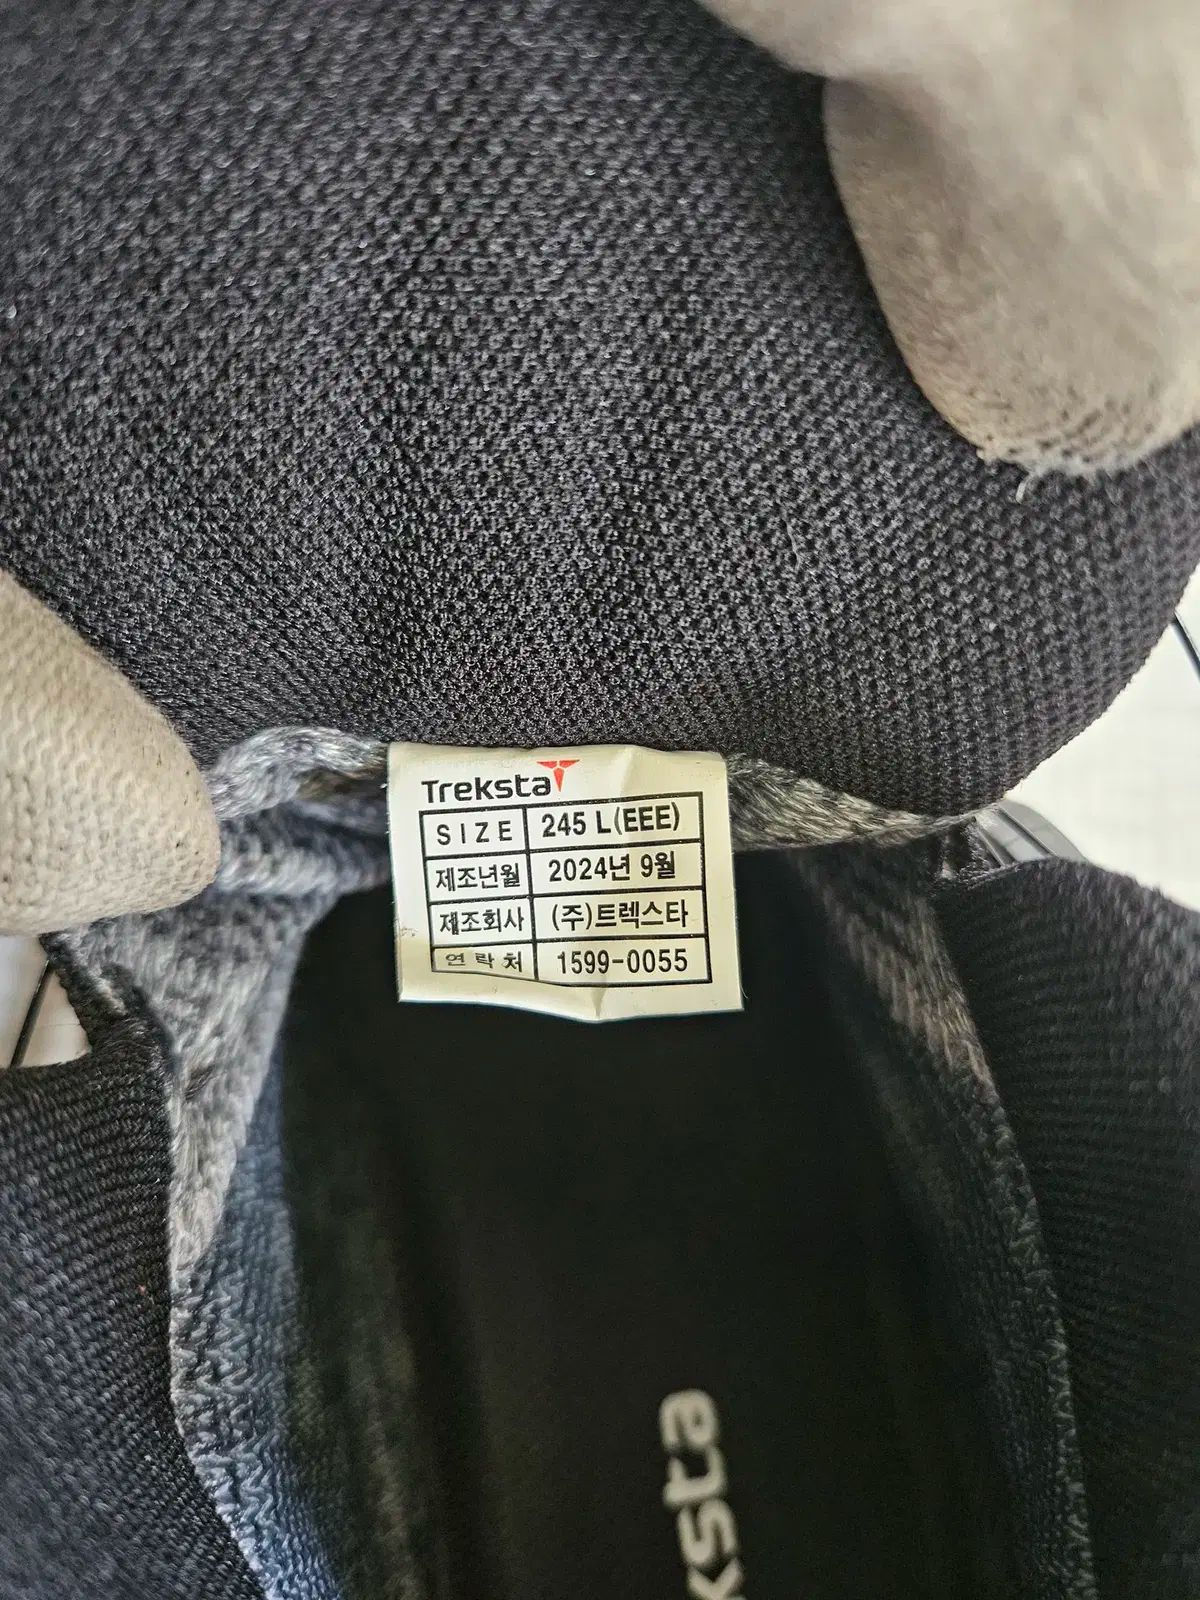 Treksta
SIZE 245 L(EEE)
제조년월 2024년 9월
제조회사 (주)트렉스타
연락처 1599-0055
ksta